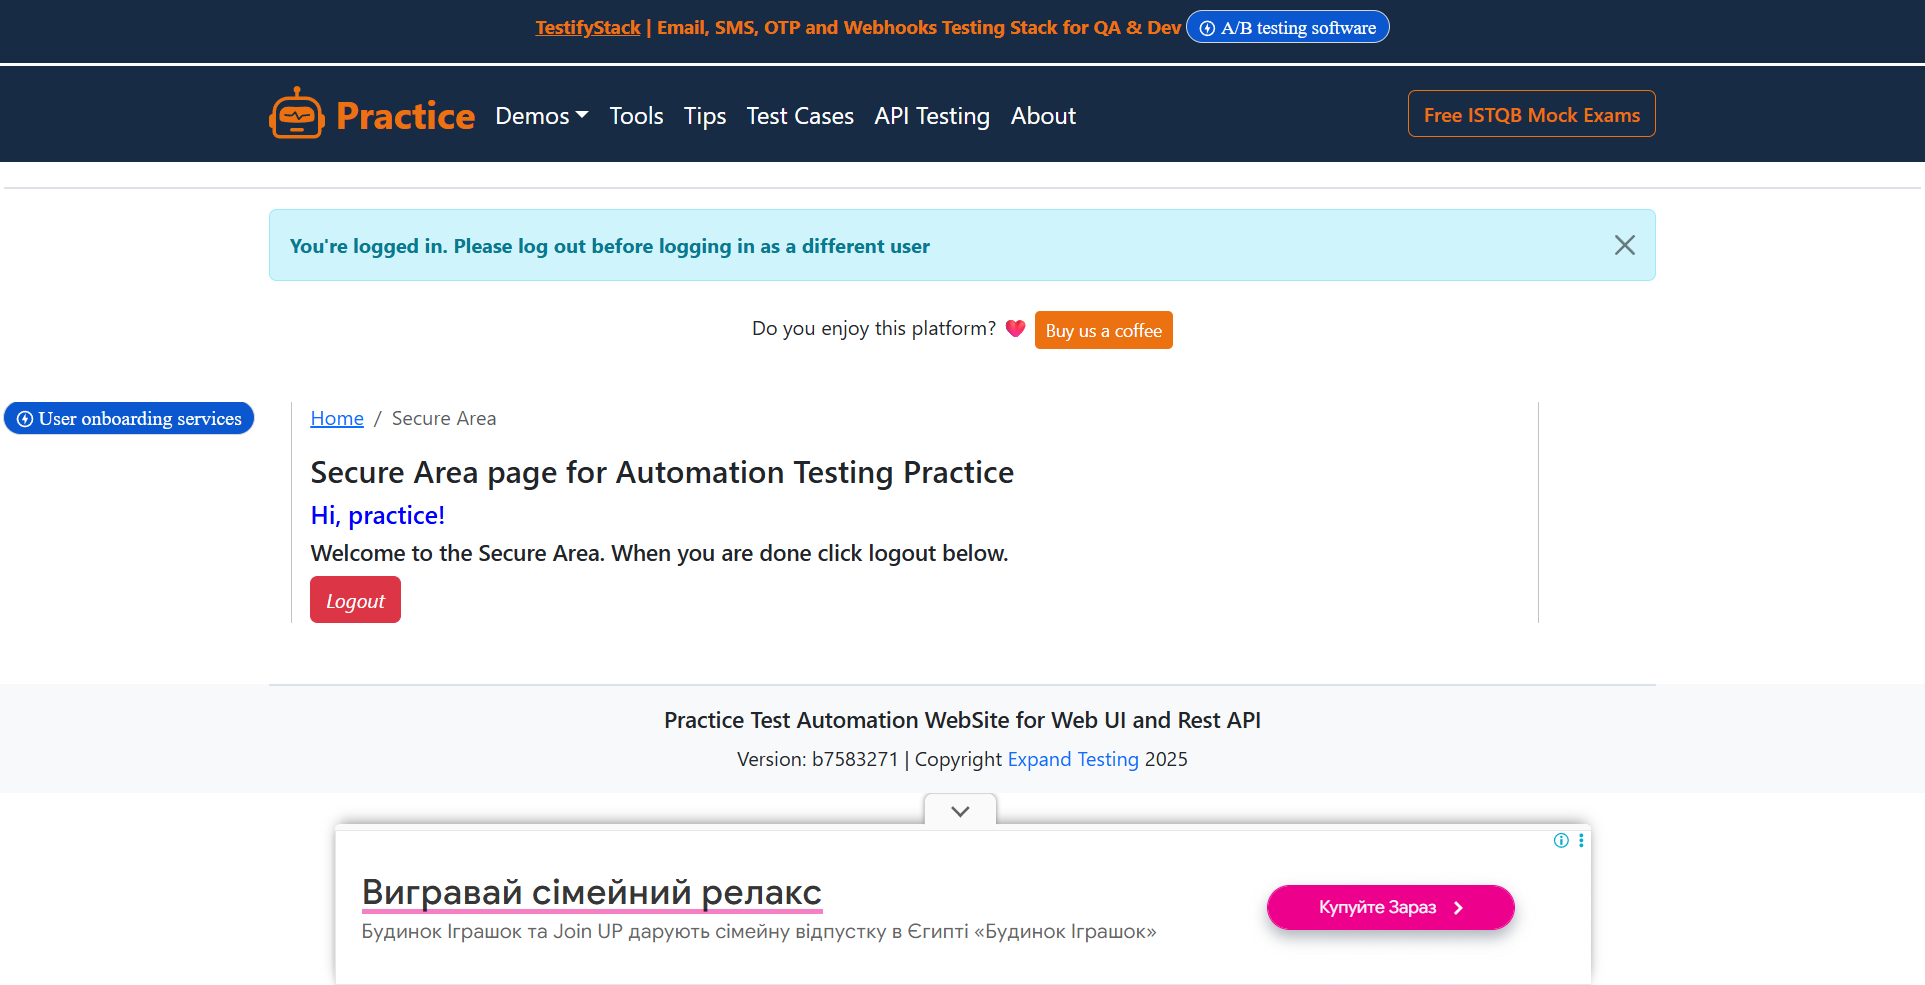 TestifyStack | Email, SMS, OTP and Webhooks Testing Stack for QA & Dev A/B testing software
Practice Demos Tools Tips Test Cases API Testing About Free ISTQB Mock Exams
You're logged in. Please log out before logging in as a different user
Do you enjoy this platform? Buy us a coffee
User onboarding services
Home / Secure Area
Secure Area page for Automation Testing Practice
Hi, practice!
Welcome to the Secure Area. When you are done click logout below.
Logout
Practice Test Automation WebSite for Web UI and Rest API
Version: b7583271 | Copyright Expand Testing 2025
Вигравай сімейний релакс
Будинок Іграшок та Join UP дарують сімейну відпустку в Єгипті «Будинок Іграшок»
Купуйте Зараз